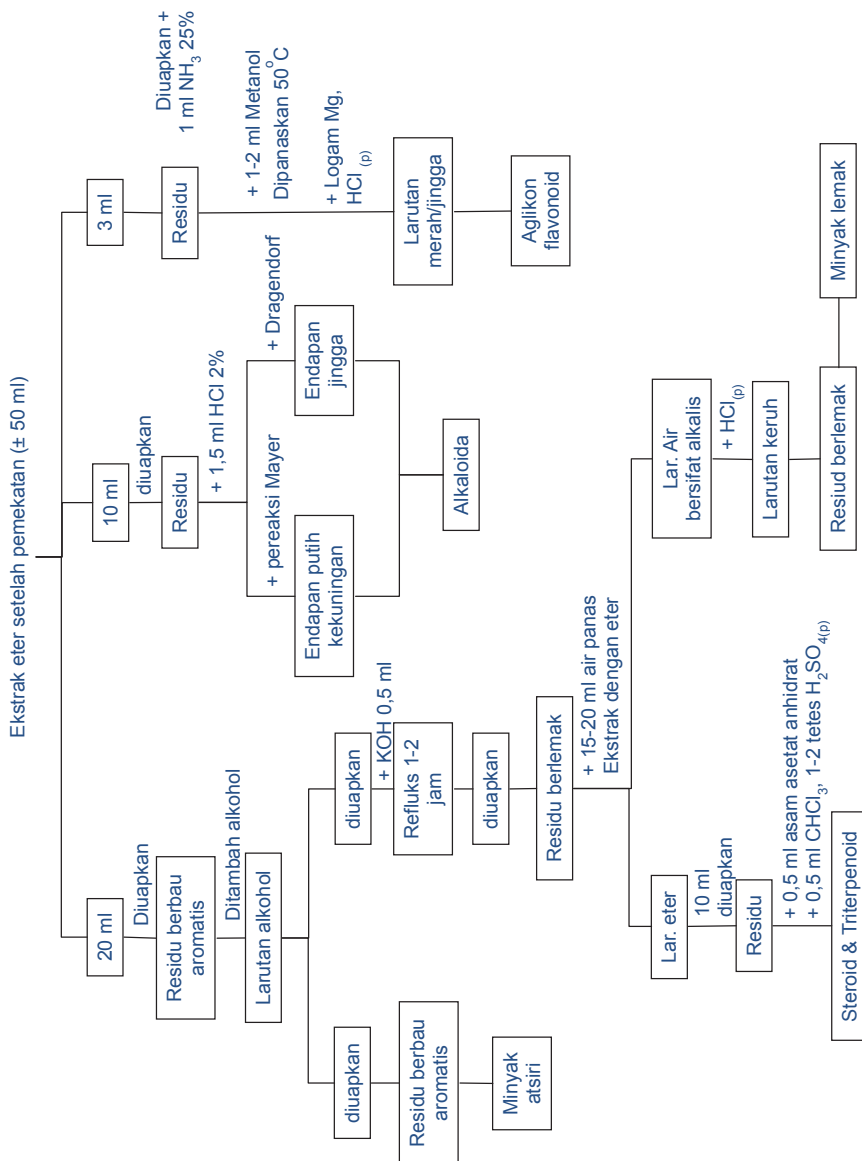 Ekstrak eter setelah pemekatan (± 50 ml)
20 ml
Diuapkan
Residu berbau
aromatis
Ditambah alkohol
Larutan alkohol
diuapkan
Residu berbau
aromatis
Minyak
atsiri
diuapkan
+ KOH 0,5 ml
Refluks 1-2
jam
diuapkan
Residu berlemak
+ 15-20 ml air panas
Ekstrak dengan eter
Lar. eter
10 ml
diuapkan
Residu
+ 0,5 ml asam asetat anhidrat
+ 0,5 ml CHCl3, 1-2 tetes H2SO4(p)
Steroid & Triterpenoid
Lar. Air
bersifat alkalis
+ HCl(p)
Larutan keruh
Resiud berlemak
Minyak lemak
10 ml
diuapkan
Residu
+ 1,5 ml HCl 2%
+ pereaksi Mayer
Endapan putih
kekuningan
+ Dragendorf
Endapan
jingga
Alkaloida
3 ml
Diuapkan +
1 ml NH3 25%
Residu
+ 1-2 ml Metanol
Dipanaskan 50°C
+ Logam Mg,
HCl (p)
Larutan
merah/jingga
Aglikon
flavonoid